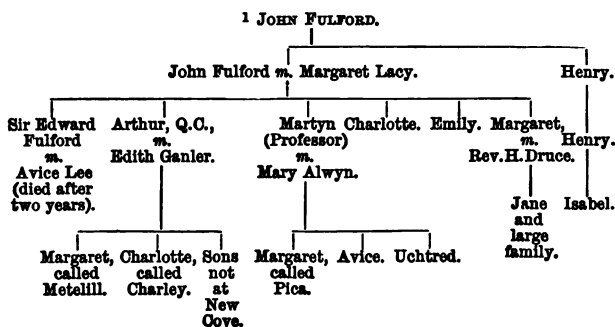 1 JOHN FULFORD.
John Fulford m. Margaret Lacy. Henry.
Sir Edward Fulford m. Avice Lee (died after two years).
Arthur, Q.C., m. Edith Ganler.
Martyn (Professor) m. Mary Alwyn.
Charlotte.
Emily.
Margaret, m. Rev. H. Druce.
Henry.
Jane and large family.
Isabel.
Margaret, called Metelill.
Charlotte, called Charley.
Sons not at New Cove.
Margaret, called Pica.
Avice.
Uchtred.